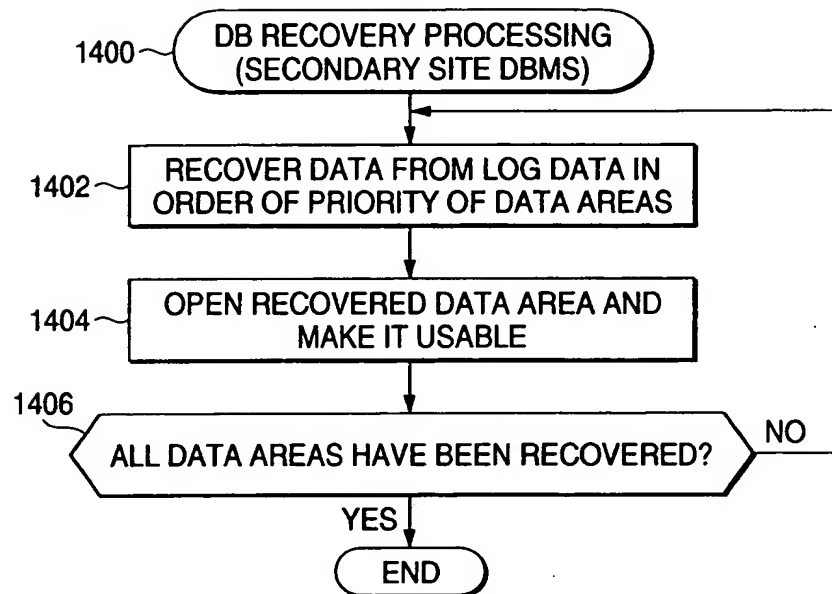 1400
DB RECOVERY PROCESSING
(SECONDARY SITE DBMS)
1402
RECOVER DATA FROM LOG DATA IN
ORDER OF PRIORITY OF DATA AREAS
1404
OPEN RECOVERED DATA AREA AND
MAKE IT USABLE
1406
ALL DATA AREAS HAVE BEEN RECOVERED?
NO
YES
END